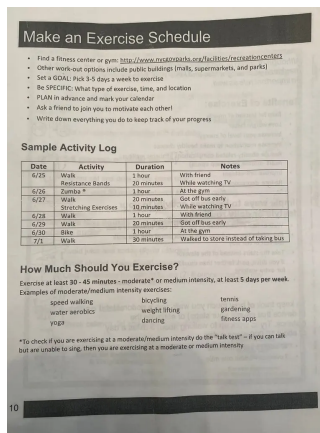 Make an Exercise Schedule
• Find a fitness center or gym: http://www.nycgovparks.org/facilities/recreationcenters
• Other work-out options include public buildings (malls, supermarkets, and parks)
• Set a GOAL: Pick 3-5 days a week to exercise
• Be SPECIFIC: What type of exercise, time, and location
• PLAN in advance and mark your calendar
• Ask a friend to join you to motivate each other!
• Write down everything you do to keep track of your progress
Sample Activity Log
Date Activity Duration Notes
6/25 Walk 1 hour With friend
Resistance Bands 20 minutes While watching TV
6/26 Zumba * 1 hour At the gym
6/27 Walk 20 minutes Got off bus early
Stretching Exercises 10 minutes While watching TV
6/28 Walk 1 hour With friend
6/29 Walk 20 minutes Got off bus early
6/30 Bike 1 hour At the gym
7/1 Walk 30 minutes Walked to store instead of taking bus
How Much Should You Exercise?
Exercise at least 30 - 45 minutes - moderate* or medium intensity, at least 5 days per week.
Examples of moderate/medium intensity exercises:
speed walking bicycling tennis
water aerobics weight lifting gardening
yoga dancing fitness apps
*To check if you are exercising at a moderate/medium intensity do the "talk test" – if you can talk
but are unable to sing, then you are exercising at a moderate or medium intensity
10